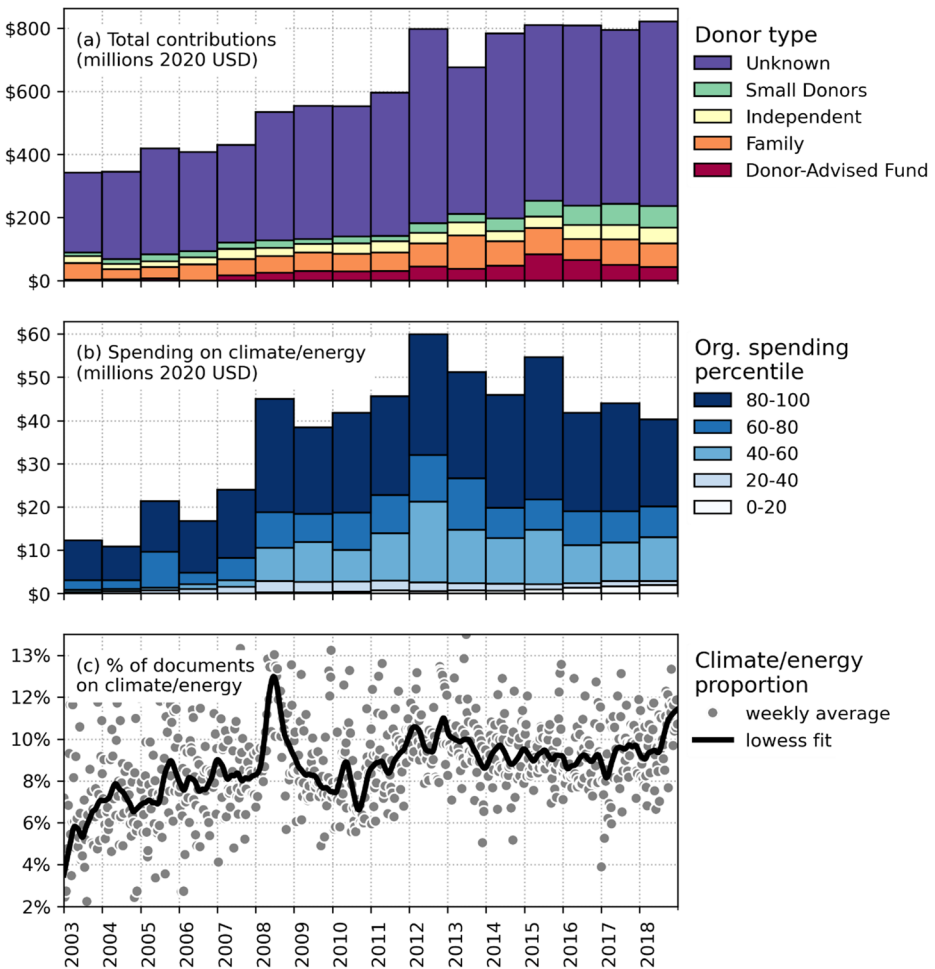 (a) Total contributions
(millions 2020 USD)
$800
$600
$400
$200
$0
Donor type
Unknown
Small Donors
Independent
Family
Donor-Advised Fund
(b) Spending on climate/energy
(millions 2020 USD)
$60
$50
$40
$30
$20
$10
$0
Org. spending
percentile
80-100
60-80
40-60
20-40
0-20
(c) % of documents
on climate/energy
13%
12%
10%
8%
6%
4%
2%
Climate/energy
proportion
weekly average
lowess fit
2003
2004
2005
2006
2007
2008
2009
2010
2011
2012
2013
2014
2015
2016
2017
2018